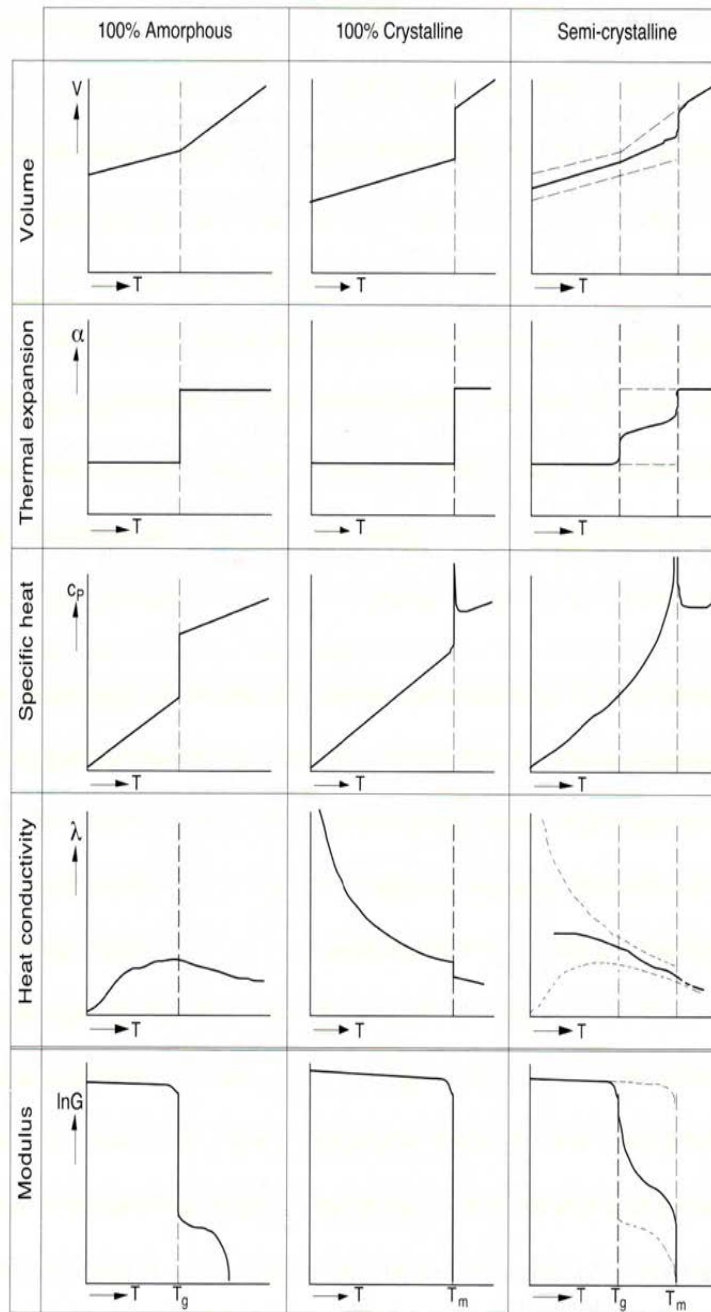 100% Amorphous 100% Crystalline Semi-crystalline
Volume
V
T
T
T
Thermal expansion
α
T
T
T
Specific heat
cP
T
T
T
Heat conductivity
λ
T
T
T
Modulus
lnG
T Tg
T Tm
T Tg Tm